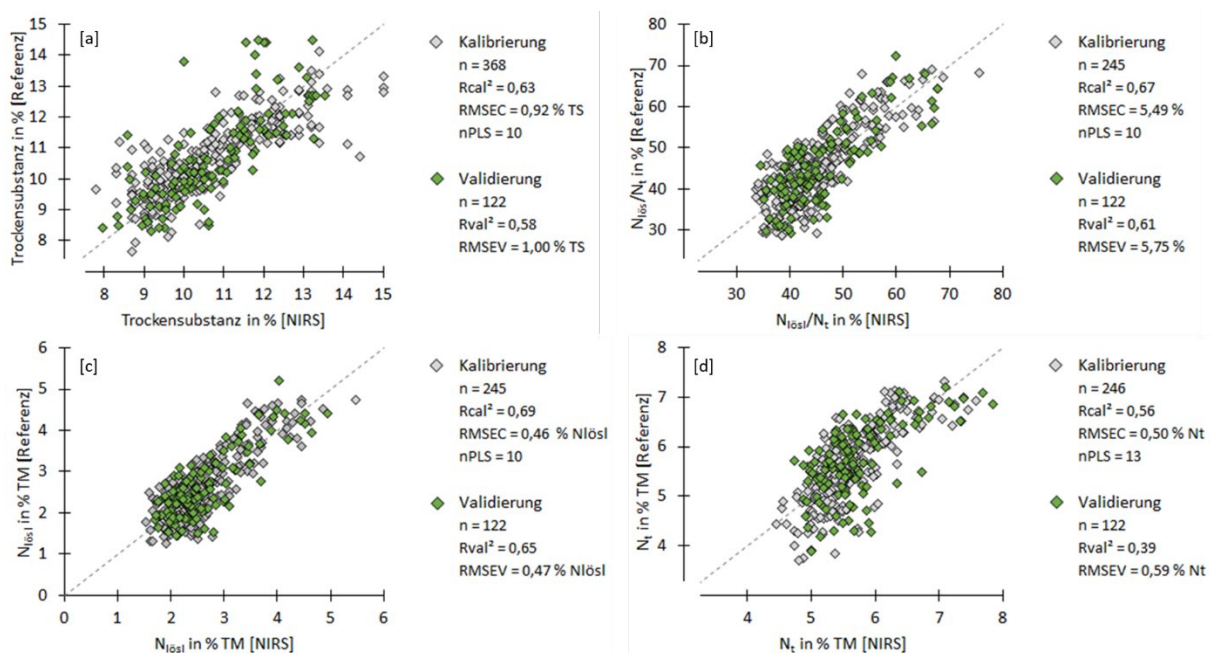 [a]
Trockensubstanz in % [Referenz]
15
14
13
12
11
10
9
8
8 9 10 11 12 13 14 15
Trockensubstanz in % [NIRS]
Kalibrierung
n = 368
Rcal² = 0,63
RMSEC = 0,92 % TS
nPLS = 10
Validierung
n = 122
Rval² = 0,58
RMSEV = 1,00 % TS
[b]
Nlös/Nt in % [Referenz]
80
70
60
50
40
30
30 40 50 60 70 80
Nlösl/Nt in % [NIRS]
Kalibrierung
n = 245
Rcal² = 0,67
RMSEC = 5,49 %
nPLS = 10
Validierung
n = 122
Rval² = 0,61
RMSEV = 5,75 %
[c]
Nlösl in % TM [Referenz]
6
5
4
3
2
1
0
0 1 2 3 4 5 6
Nlösl in % TM [NIRS]
Kalibrierung
n = 245
Rcal² = 0,69
RMSEC = 0,46 % Nlösl
nPLS = 10
Validierung
n = 122
Rval² = 0,65
RMSEV = 0,47 % Nlösl
[d]
Nt in % TM [Referenz]
8
7
6
5
4
4 5 6 7 8
Nt in % TM [NIRS]
Kalibrierung
n = 246
Rcal² = 0,56
RMSEC = 0,50 % Nt
nPLS = 13
Validierung
n = 122
Rval² = 0,39
RMSEV = 0,59 % Nt